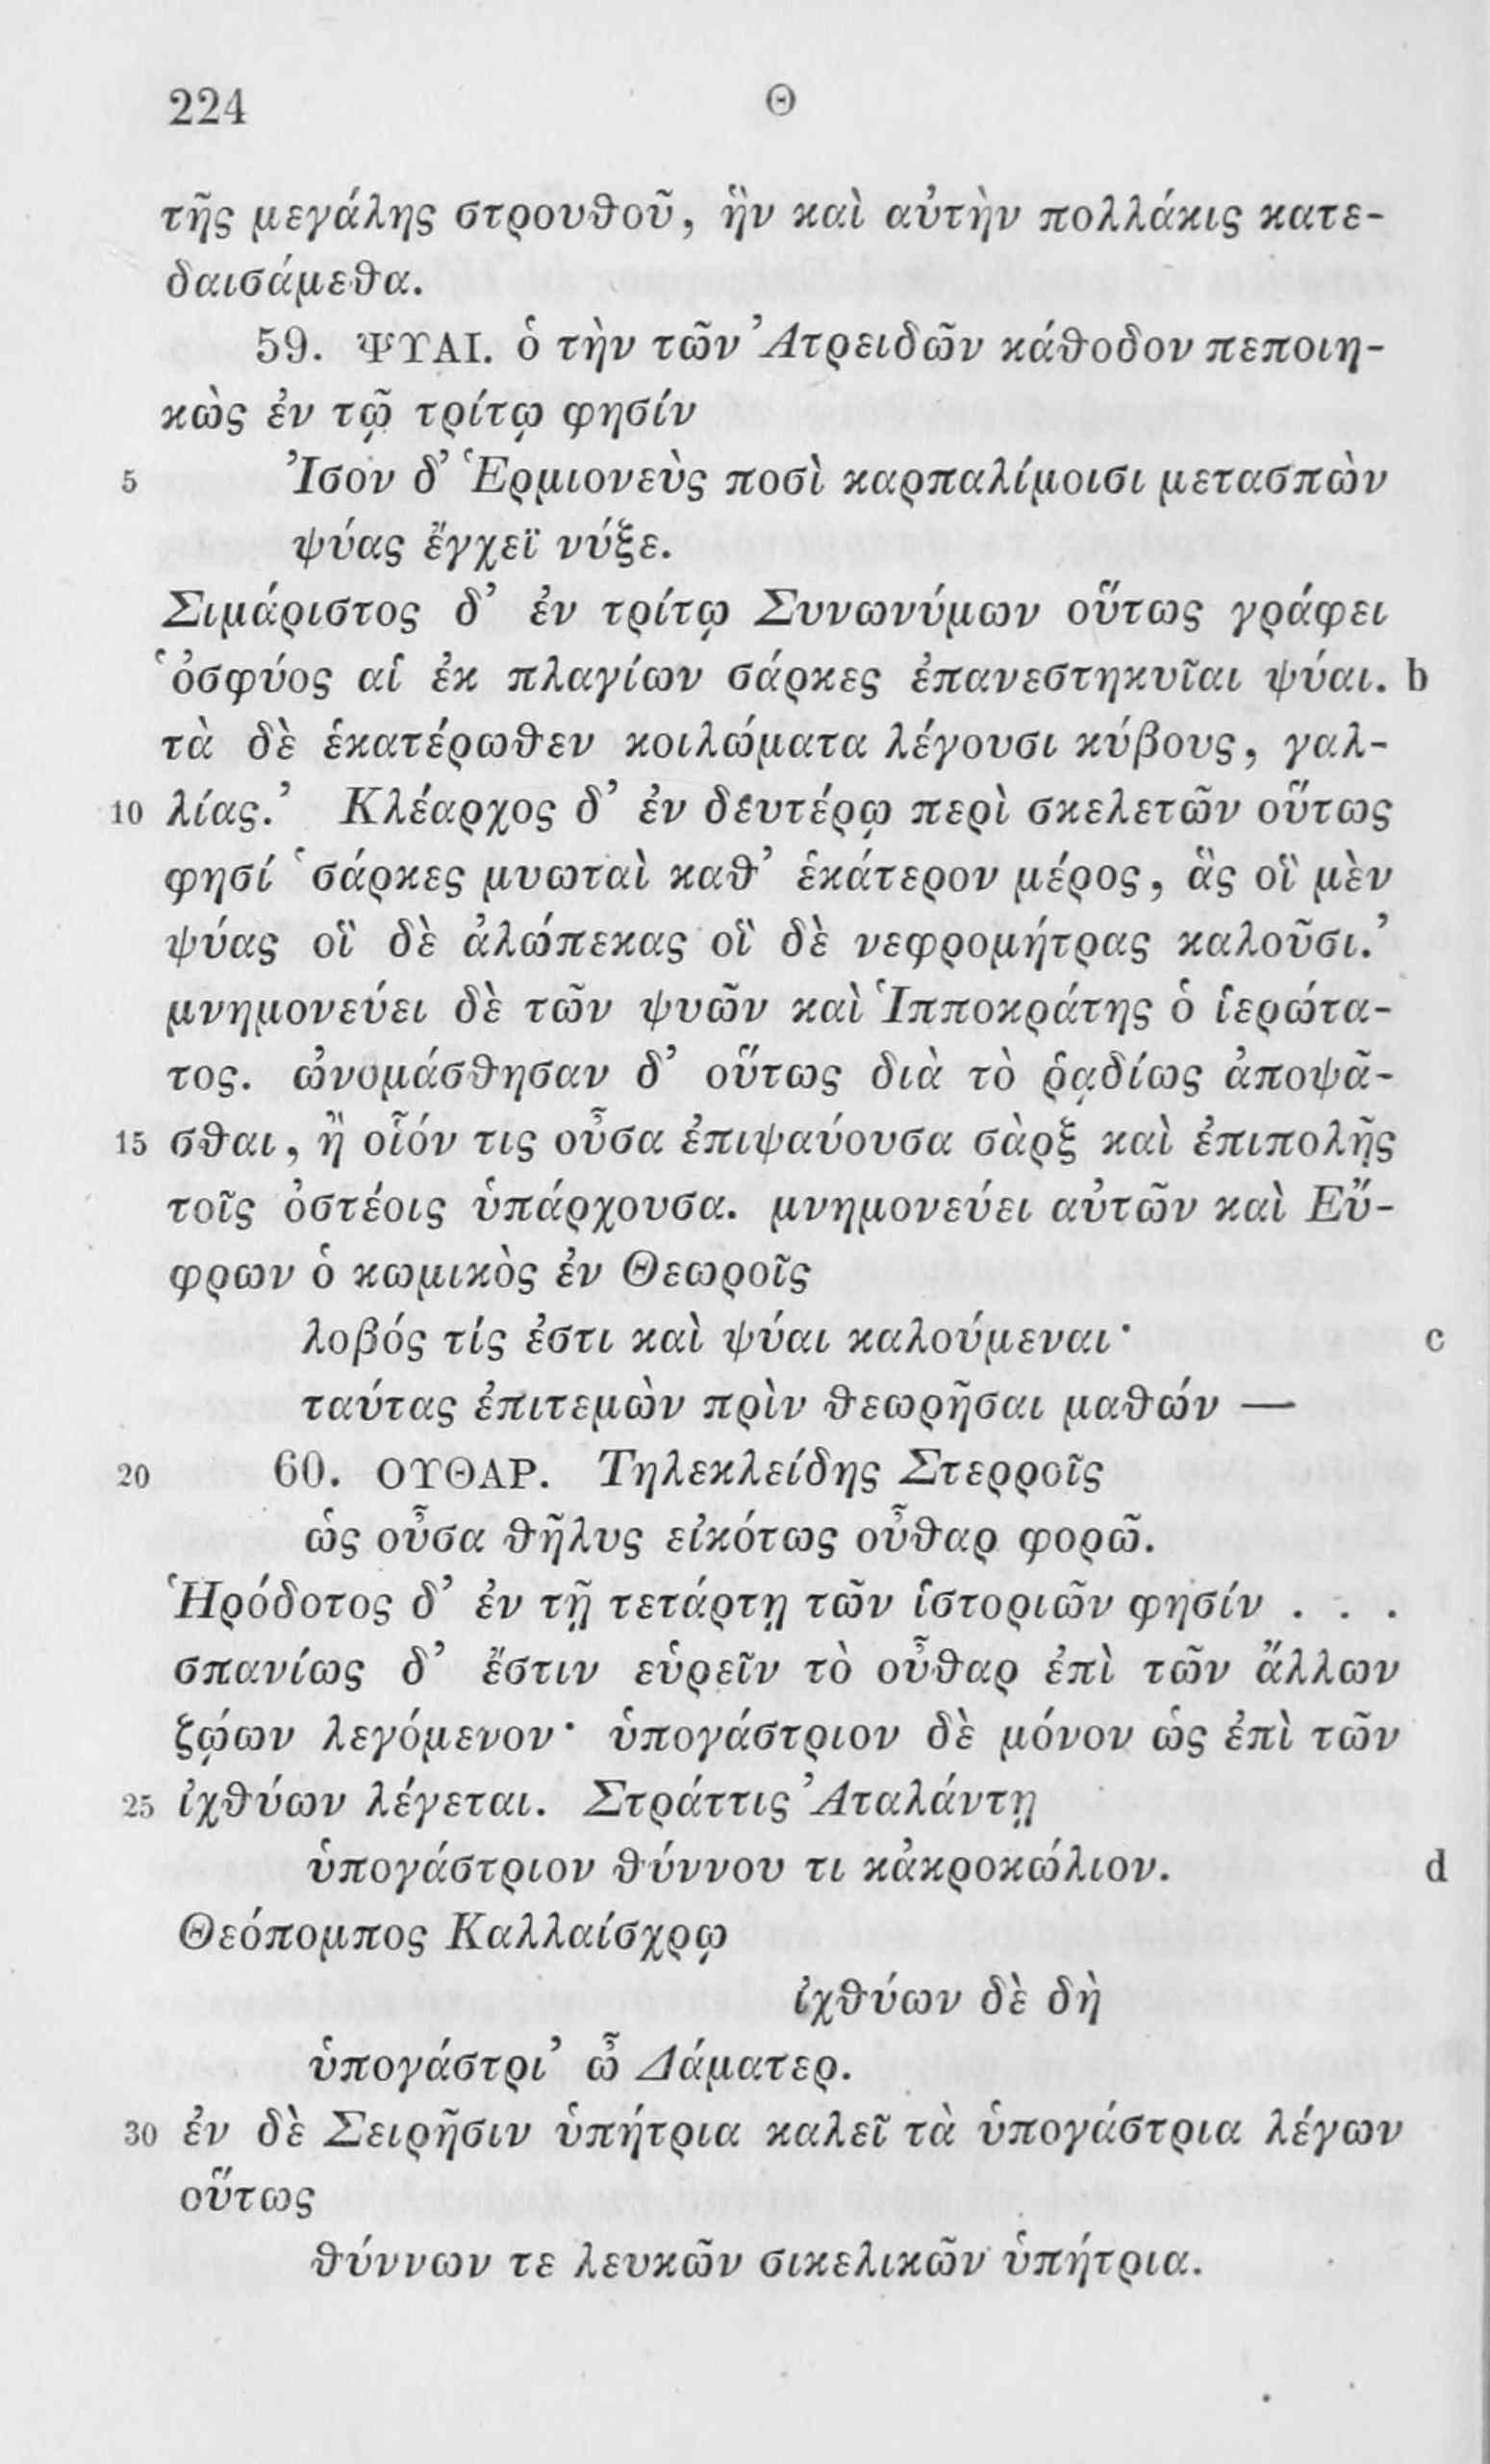 224 Θ
τῆς μεγάλης στρουθοῦ, ἣν καὶ αὐτὴν πολλάκις κατε-
δαισάμεθα.
59. ΨΥΑΙ. ὁ τὴν τῶν Ἀτρειδῶν κάθοδον πεποιη-
κὼς ἐν τῷ τρίτῳ φησίν
5 Ἶσον δ’ Ἑρμιονεὺς ποσὶ καρπαλίμοισι μετασπὼν
ψύας ἔγχεϊ νύξε.
Σιμάριστος δ’ ἐν τρίτῳ Συνωνύμων οὕτως γράφει
‘ὀσφύος αἱ ἐκ πλαγίων σάρκες ἐπανεστηκυῖαι ψύαι. b
τὰ δὲ ἑκατέρωθεν κοιλώματα λέγουσι κύβους, γαλ-
10 λίας.’ Κλέαρχος δ’ ἐν δευτέρῳ περὶ σκελετῶν οὕτως
φησί ‘σάρκες μυωταὶ καθ’ ἑκάτερον μέρος, ἃς οἳ μὲν
ψύας οἳ δὲ ἀλώπεκας οἳ δὲ νεφρομήτρας καλοῦσι.’
μνημονεύει δὲ τῶν ψυῶν καὶ Ἱπποκράτης ὁ ἱερώτα-
τος. ὠνομάσθησαν δ’ οὕτως διὰ τὸ ῥᾳδίως ἀποψᾶ-
15 σθαι, ἢ οἷόν τις οὖσα ἐπιψαύουσα σὰρξ καὶ ἐπιπολῆς
τοῖς ὀστέοις ὑπάρχουσα. μνημονεύει αὐτῶν καὶ Εὔ-
φρων ὁ κωμικὸς ἐν Θεωροῖς
λοβός τίς ἐστι καὶ ψύαι καλούμεναι· c
ταύτας ἐπιτεμὼν πρὶν θεωρῆσαι μαθών —
20 60. ΟΥΘΑΡ. Τηλεκλείδης Στερροῖς
ὡς οὖσα θῆλυς εἰκότως οὖθαρ φορῶ.
Ἡρόδοτος δ’ ἐν τῇ τετάρτῃ τῶν ἱστοριῶν φησίν . . .
σπανίως δ’ ἔστιν εὑρεῖν τὸ οὖθαρ ἐπὶ τῶν ἄλλων
ζῴων λεγόμενον· ὑπογάστριον δὲ μόνον ὡς ἐπὶ τῶν
25 ἰχθύων λέγεται. Στράττις Ἀταλάντῃ
ὑπογάστριον θύννου τι κἀκροκώλιον. d
Θεόπομπος Καλλαίσχρῳ
ἰχθύων δὲ δὴ
ὑπογάστρι’ ὦ Δάματερ.
30 ἐν δὲ Σειρῆσιν ὑπήτρια καλεῖ τὰ ὑπογάστρια λέγων
οὕτως
θύννων τε λευκῶν σικελικῶν ὑπήτρια.